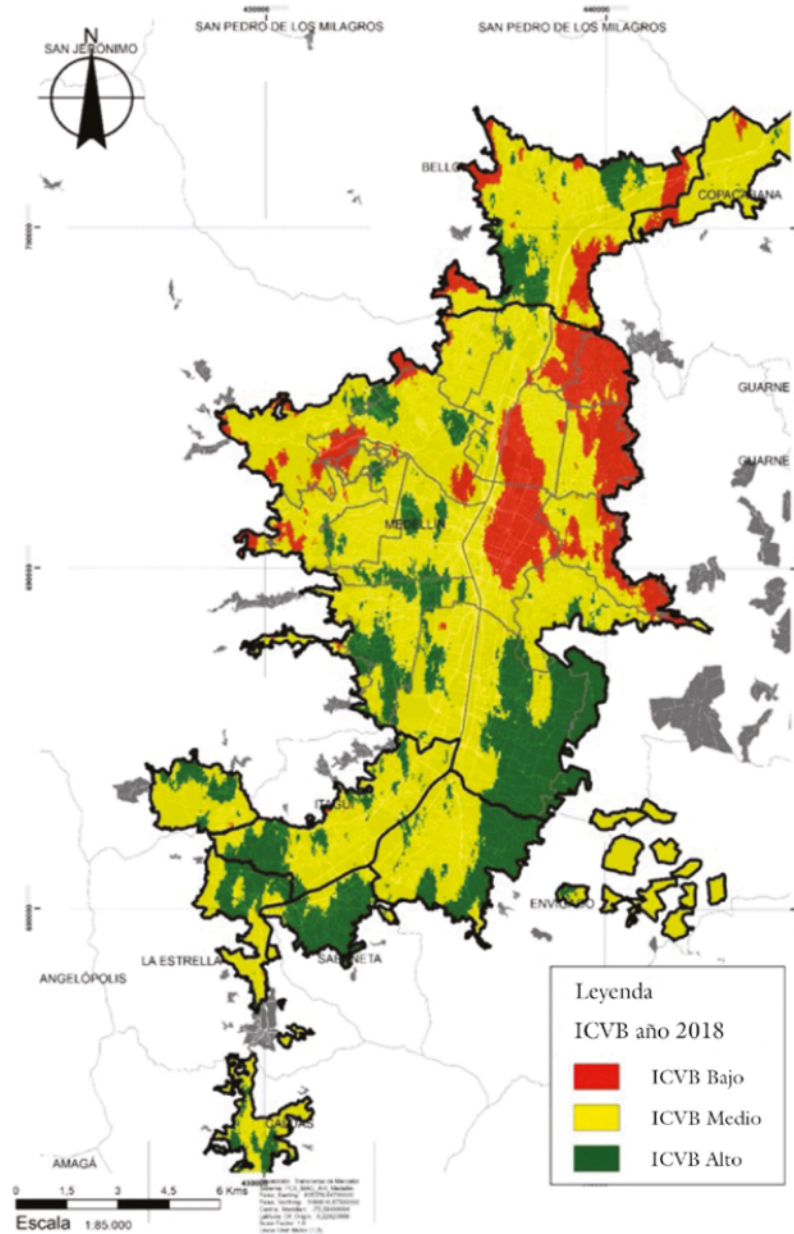 SAN PEDRO DE LOS MILAGROS
SAN PEDRO DE LOS MILAGROS
N
SAN JERÓNIMO
BELLO
COPACABANA
GUARNE
GUARNE
MEDELLÍN
ITAGUI
ENVIGADO
LA ESTRELLA
SABANETA
ANGELÓPOLIS
CALDAS
AMAGÁ
Leyenda
ICVB año 2018
ICVB Bajo
ICVB Medio
ICVB Alto
0 1,5 3 4,5 6 Kms
Escala 1:85.000